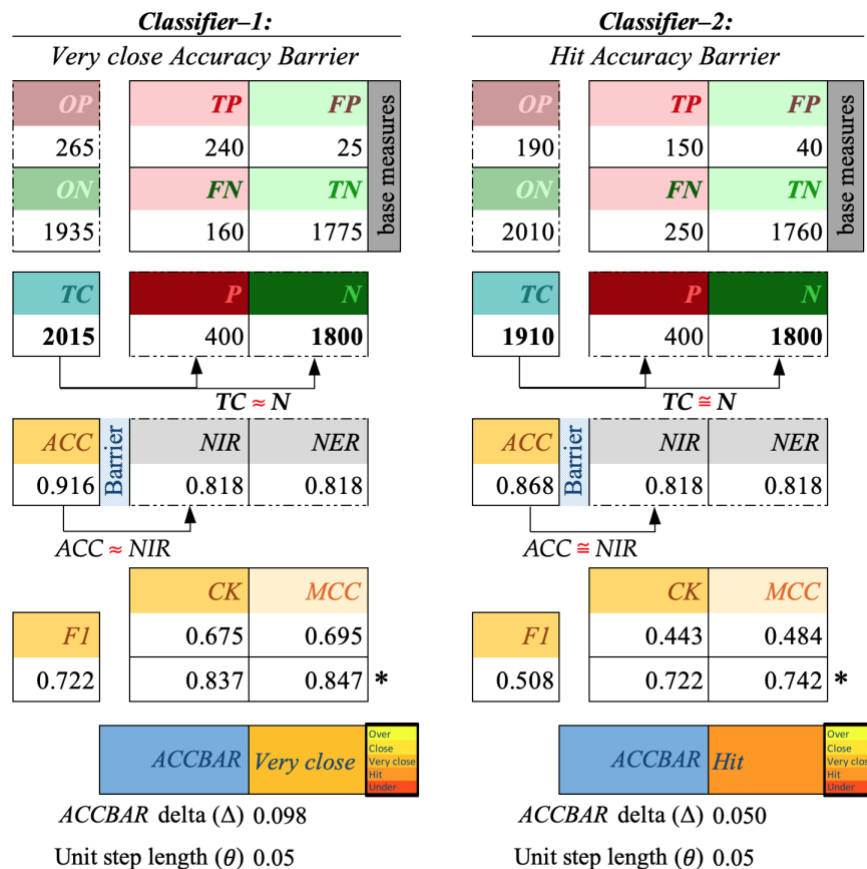 Classifier–1:
Very close Accuracy Barrier
OP TP FP
265 240 25
ON FN TN
1935 160 1775
base measures
TC P N
2015 400 1800
TC ≈ N
ACC Barrier NIR NER
0.916 0.818 0.818
ACC ≈ NIR
CK MCC
F1 0.675 0.695
0.722 0.837 0.847 *
ACCBAR Very close
Over
Close
Very close
Hit
Under
ACCBAR delta (Δ) 0.098
Unit step length (θ) 0.05
Classifier–2:
Hit Accuracy Barrier
OP TP FP
190 150 40
ON FN TN
2010 250 1760
base measures
TC P N
1910 400 1800
TC ≅ N
ACC Barrier NIR NER
0.868 0.818 0.818
ACC ≅ NIR
CK MCC
F1 0.443 0.484
0.508 0.722 0.742 *
ACCBAR Hit
Over
Close
Very close
Hit
Under
ACCBAR delta (Δ) 0.050
Unit step length (θ) 0.05